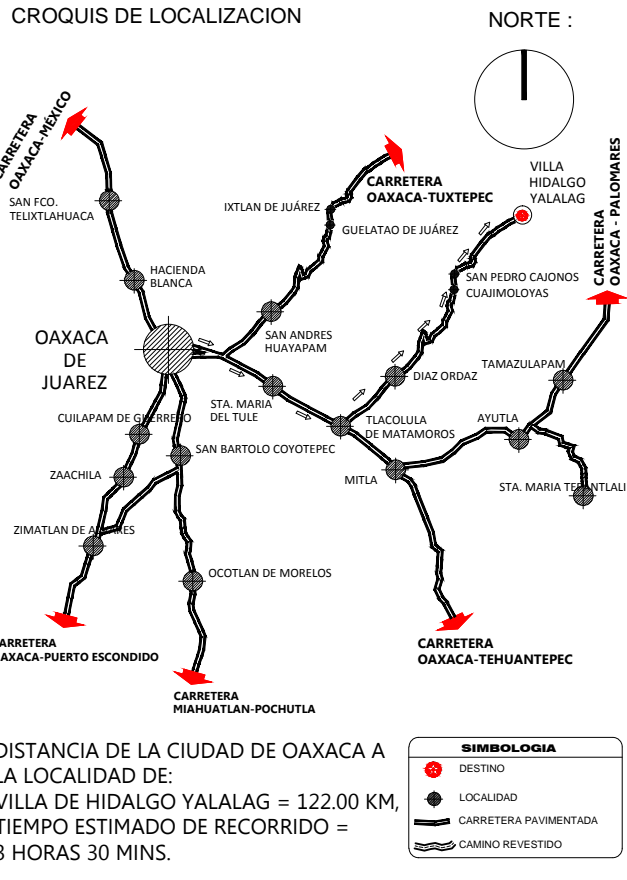 CROQUIS DE LOCALIZACION
NORTE :
CARRETERA
OAXACA-MÉXICO
SAN FCO.
TELIXTLAHUACA
HACIENDA
BLANCA
OAXACA
DE
JUAREZ
IXTLAN DE JUÁREZ
GUELATAO DE JUÁREZ
CARRETERA
OAXACA-TUXTEPEC
VILLA
HIDALGO
YALALAG
CARRETERA
OAXACA - PALOMARES
SAN PEDRO CAJONOS
CUAJIMOLOYAS
SAN ANDRES
HUAYAPAM
STA. MARIA
DEL TULE
DIAZ ORDAZ
TAMAZULAPAM
TLACOLULA
DE MATAMOROS
AYUTLA
CUILAPAM DE GUERRERO
SAN BARTOLO COYOTEPEC
ZAACHILA
MITLA
STA. MARIA TEPANTLALI
ZIMATLAN DE ALVARES
OCOTLAN DE MORELOS
CARRETERA
OAXACA-PUERTO ESCONDIDO
CARRETERA
MIAHUATLAN-POCHUTLA
CARRETERA
OAXACA-TEHUANTEPEC
DISTANCIA DE LA CIUDAD DE OAXACA A
LA LOCALIDAD DE:
VILLA DE HIDALGO YALALAG = 122.00 KM,
TIEMPO ESTIMADO DE RECORRIDO =
3 HORAS 30 MINS.
SIMBOLOGIA
DESTINO
LOCALIDAD
CARRETERA PAVIMENTADA
CAMINO REVESTIDO